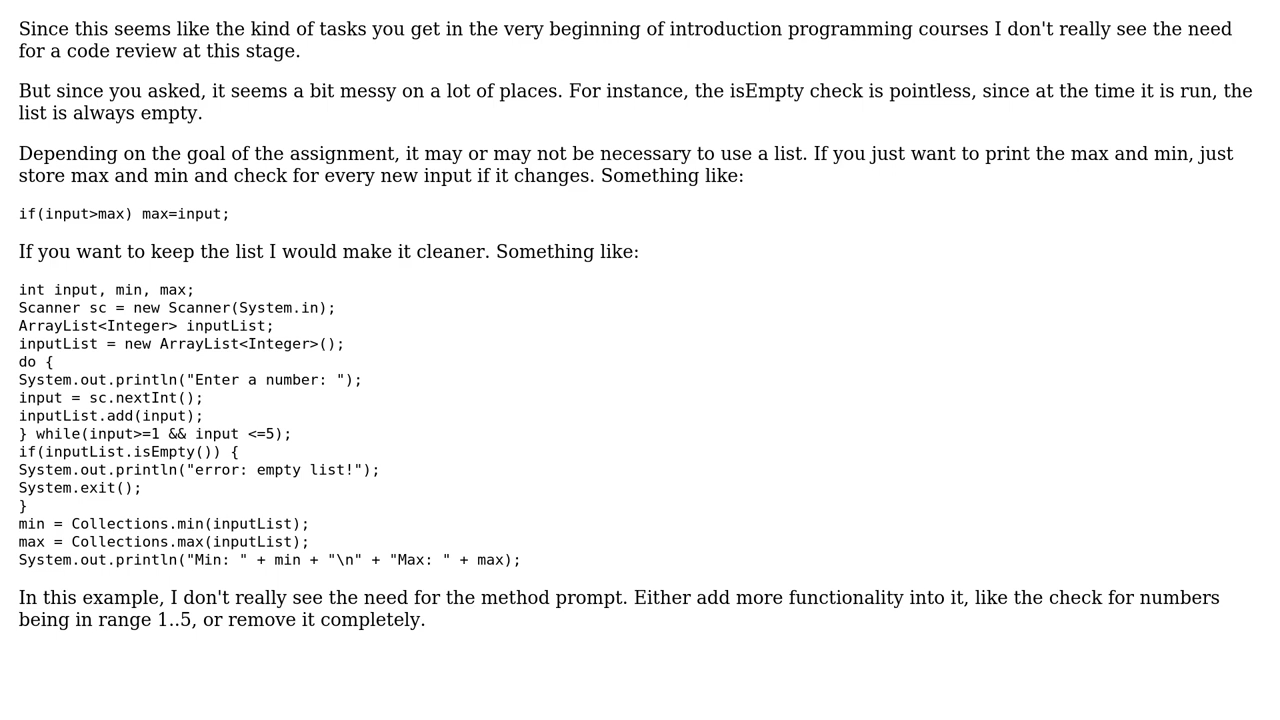 Since this seems like the kind of tasks you get in the very beginning of introduction programming courses I don't really see the need
for a code review at this stage.
But since you asked, it seems a bit messy on a lot of places. For instance, the isEmpty check is pointless, since at the time it is run, the
list is always empty.
Depending on the goal of the assignment, it may or may not be necessary to use a list. If you just want to print the max and min, just
store max and min and check for every new input if it changes. Something like:
if(input>max) max=input;
If you want to keep the list I would make it cleaner. Something like:
int input, min, max;
Scanner sc = new Scanner(System.in);
ArrayList<Integer> inputList;
inputList = new ArrayList<Integer>();
do {
System.out.println("Enter a number: ");
input = sc.nextInt();
inputList.add(input);
} while(input>=1 && input <=5);
if(inputList.isEmpty()) {
System.out.println("error: empty list!");
System.exit();
}
min = Collections.min(inputList);
max = Collections.max(inputList);
System.out.println("Min: " + min + "\n" + "Max: " + max);
In this example, I don't really see the need for the method prompt. Either add more functionality into it, like the check for numbers
being in range 1..5, or remove it completely.